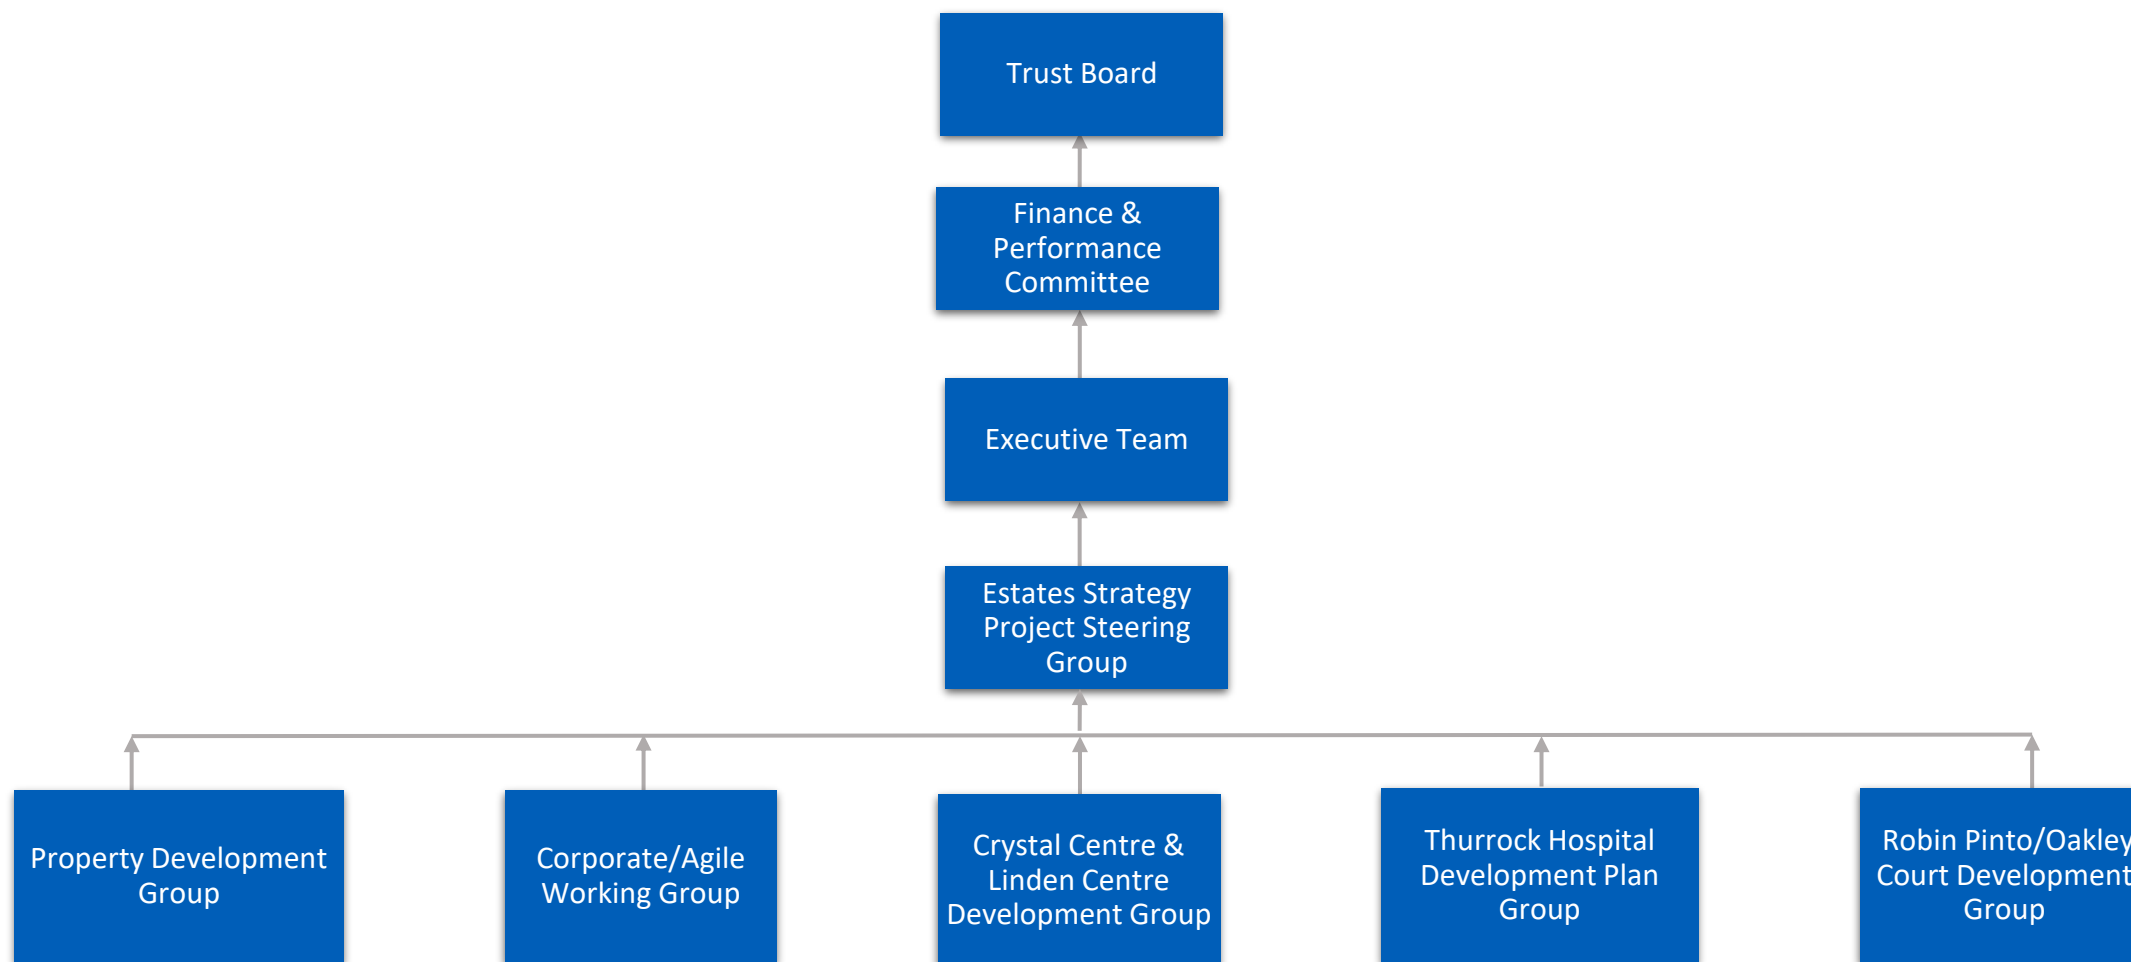 Trust Board
Finance &
Performance
Committee
Executive Team
Estates Strategy
Project Steering
Group
Property Development
Group
Corporate/Agile
Working Group
Crystal Centre &
Linden Centre
Development Group
Thurrock Hospital
Development Plan
Group
Robin Pinto/Oakley
Court Development
Group